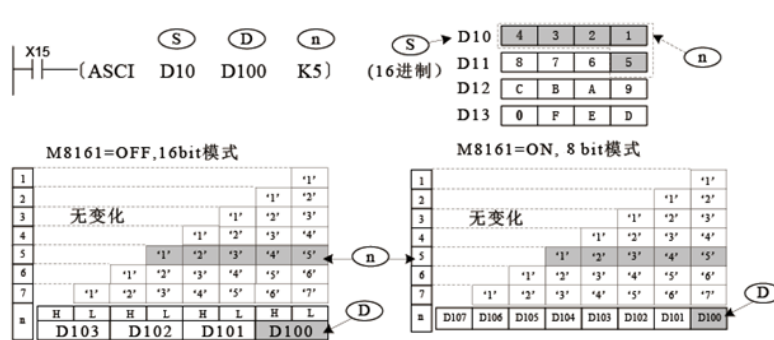 X15
S D n
(ASCI D10 D100 K5)
S (16进制)
D10 4 3 2 1
D11 8 7 6 5
D12 C B A 9
D13 0 F E D
n
M8161=OFF,16bit模式
1 '1'
2 '1' '2'
3 无变化 '1' '2' '3'
4 '1' '2' '3' '4'
5 '1' '2' '3' '4' '5'
6 '1' '2' '3' '4' '5' '6'
7 '1' '2' '3' '4' '5' '6' '7'
n H L H L H L H L
D103 D102 D101 D100
n
D
M8161=ON, 8 bit模式
1 '1'
2 '1' '2'
3 无变化 '1' '2' '3'
4 '1' '2' '3' '4'
5 '1' '2' '3' '4' '5'
6 '1' '2' '3' '4' '5' '6'
7 '1' '2' '3' '4' '5' '6' '7'
n D107 D106 D105 D104 D103 D102 D101 D100
D